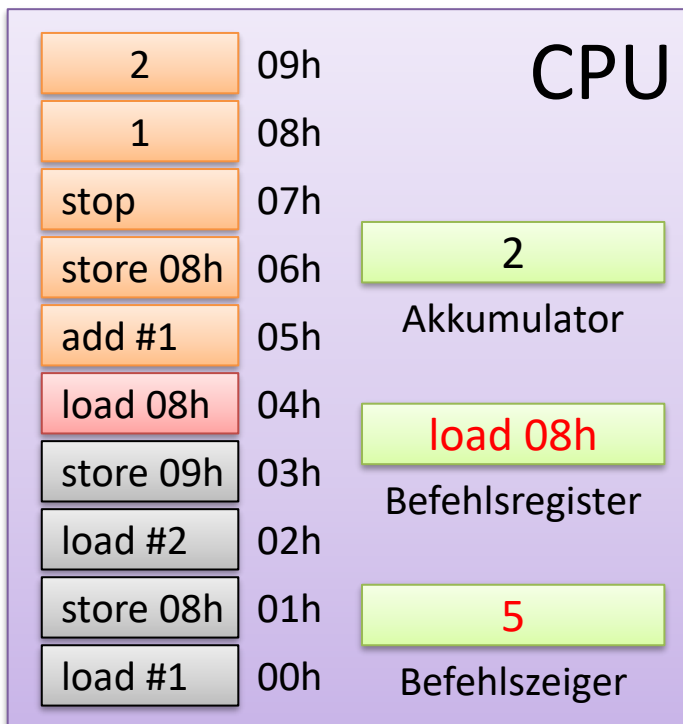 CPU
2 09h
1 08h
stop 07h
store 08h 06h
add #1 05h
load 08h 04h
store 09h 03h
load #2 02h
store 08h 01h
load #1 00h
2
Akkumulator
load 08h
Befehlsregister
5
Befehlszeiger